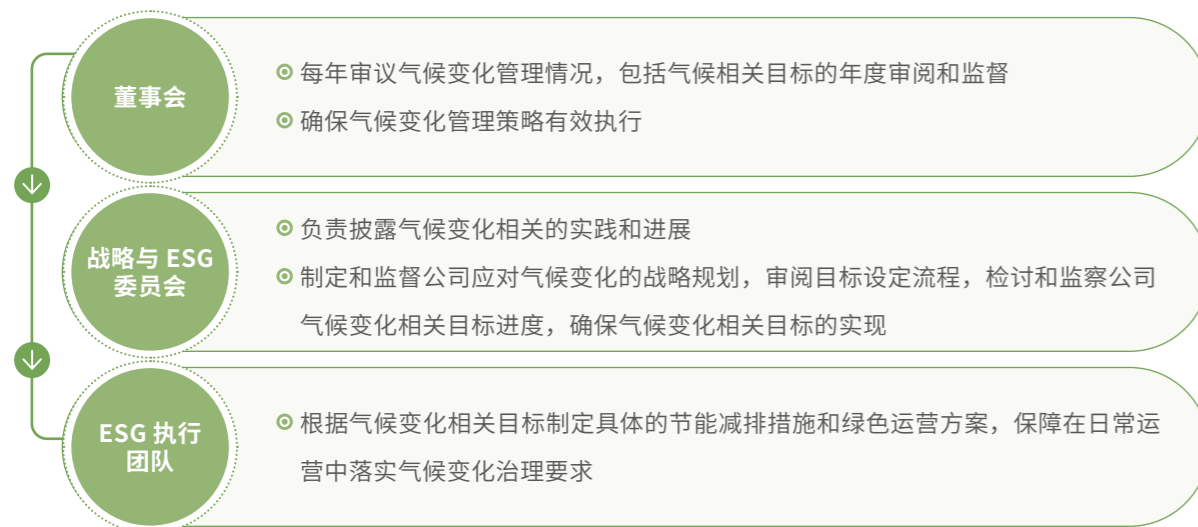 董事会
每年审议气候变化管理情况，包括气候相关目标的年度审阅和监督
确保气候变化管理策略有效执行
战略与 ESG
委员会
负责披露气候变化相关的实践和进展
制定和监督公司应对气候变化的战略规划，审阅目标设定流程，检讨和监察公司
气候变化相关目标进度，确保气候变化相关目标的实现
ESG 执行
团队
根据气候变化相关目标制定具体的节能减排措施和绿色运营方案，保障在日常运
营中落实气候变化治理要求